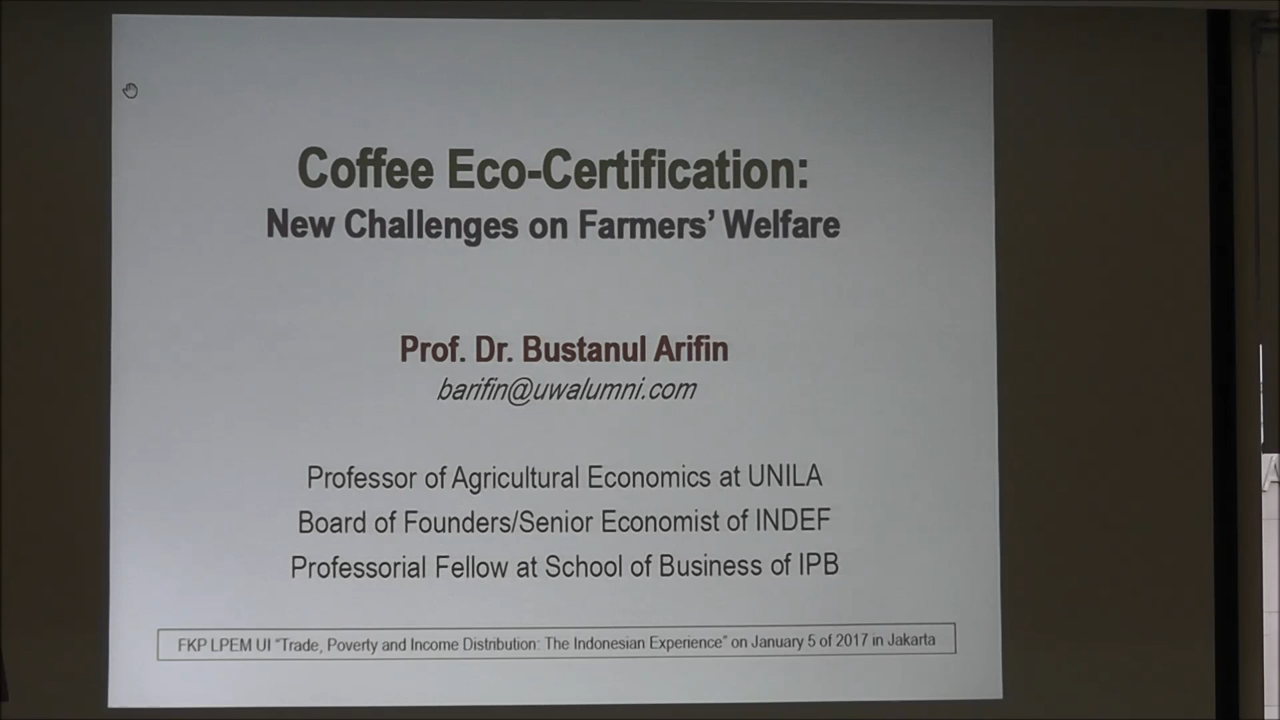 Coffee Eco-Certification:
New Challenges on Farmers’ Welfare
Prof. Dr. Bustanul Arifin
barifin@uwalumni.com
Professor of Agricultural Economics at UNILA
Board of Founders/Senior Economist of INDEF
Professorial Fellow at School of Business of IPB
FKP LPEM UI “Trade, Poverty and Income Distribution: The Indonesian Experience” on January 5 of 2017 in Jakarta